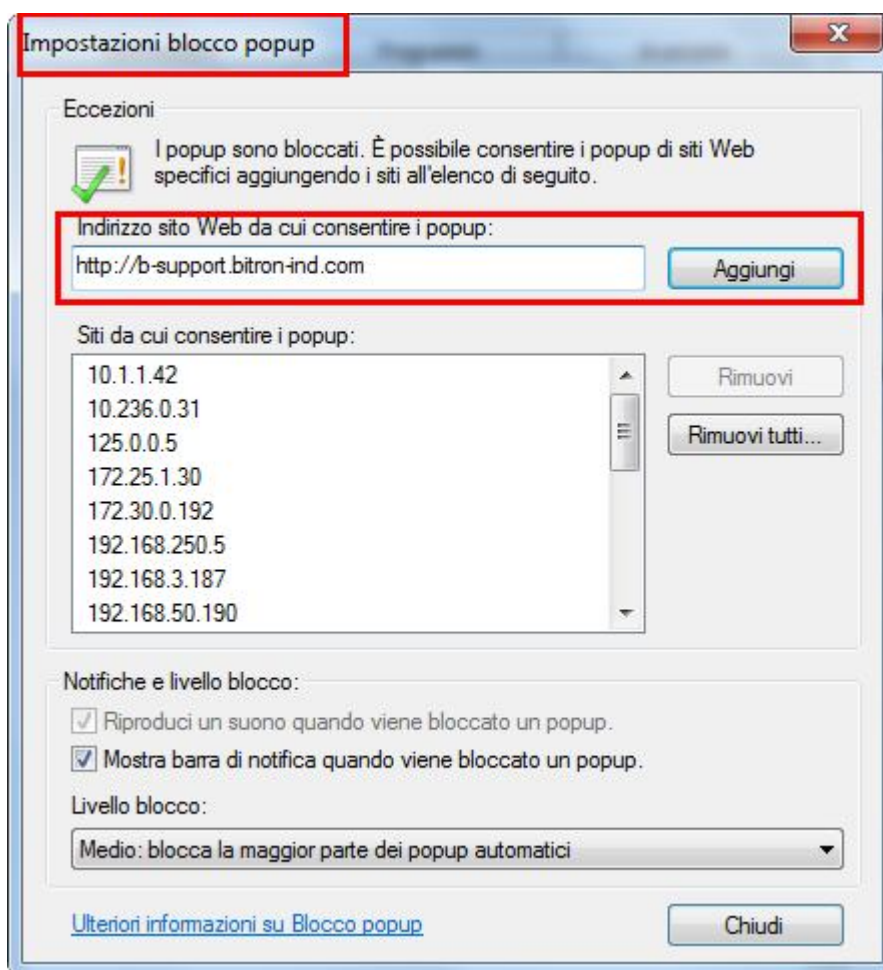 Impostazioni blocco popup
Eccezioni
I popup sono bloccati. È possibile consentire i popup di siti Web
specifici aggiungendo i siti all'elenco di seguito.
Indirizzo sito Web da cui consentire i popup:
http://b-support.bitron-ind.com
Aggiungi
Siti da cui consentire i popup:
10.1.1.42
Rimuovi
10.236.0.31
125.0.0.5
Rimuovi tutti...
172.25.1.30
172.30.0.192
192.168.250.5
192.168.3.187
192.168.50.190
Notifiche e livello blocco:
Riproduci un suono quando viene bloccato un popup.
Mostra barra di notifica quando viene bloccato un popup.
Livello blocco:
Medio: blocca la maggior parte dei popup automatici
Ulteriori informazioni su Blocco popup
Chiudi